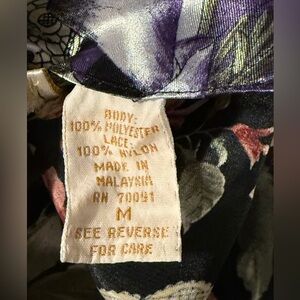 BODY:
100% POLYESTER
LACE:
100% NYLON
MADE IN
MALAYSIA
RN 70091
M
SEE REVERSE
FOR CARE